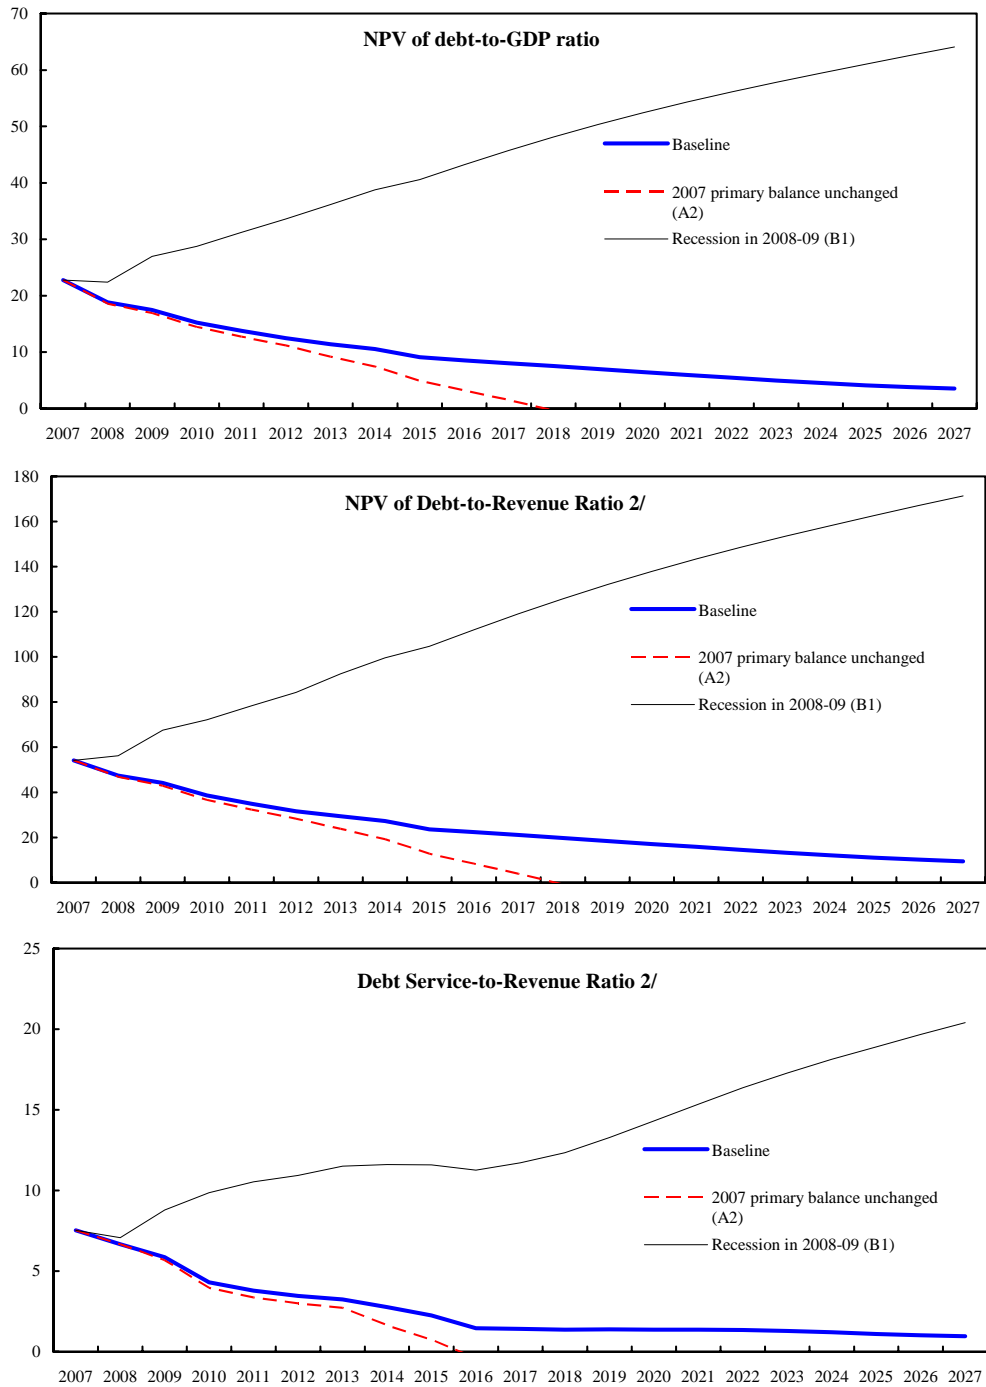 NPV of debt-to-GDP ratio
70
60
50
40
30
20
10
0
Baseline
2007 primary balance unchanged
(A2)
Recession in 2008-09 (B1)
2007 2008 2009 2010 2011 2012 2013 2014 2015 2016 2017 2018 2019 2020 2021 2022 2023 2024 2025 2026 2027
NPV of Debt-to-Revenue Ratio 2/
180
160
140
120
100
80
60
40
20
0
Baseline
2007 primary balance unchanged
(A2)
Recession in 2008-09 (B1)
2007 2008 2009 2010 2011 2012 2013 2014 2015 2016 2017 2018 2019 2020 2021 2022 2023 2024 2025 2026 2027
Debt Service-to-Revenue Ratio 2/
25
20
15
10
5
0
Baseline
2007 primary balance unchanged
(A2)
Recession in 2008-09 (B1)
2007 2008 2009 2010 2011 2012 2013 2014 2015 2016 2017 2018 2019 2020 2021 2022 2023 2024 2025 2026 2027